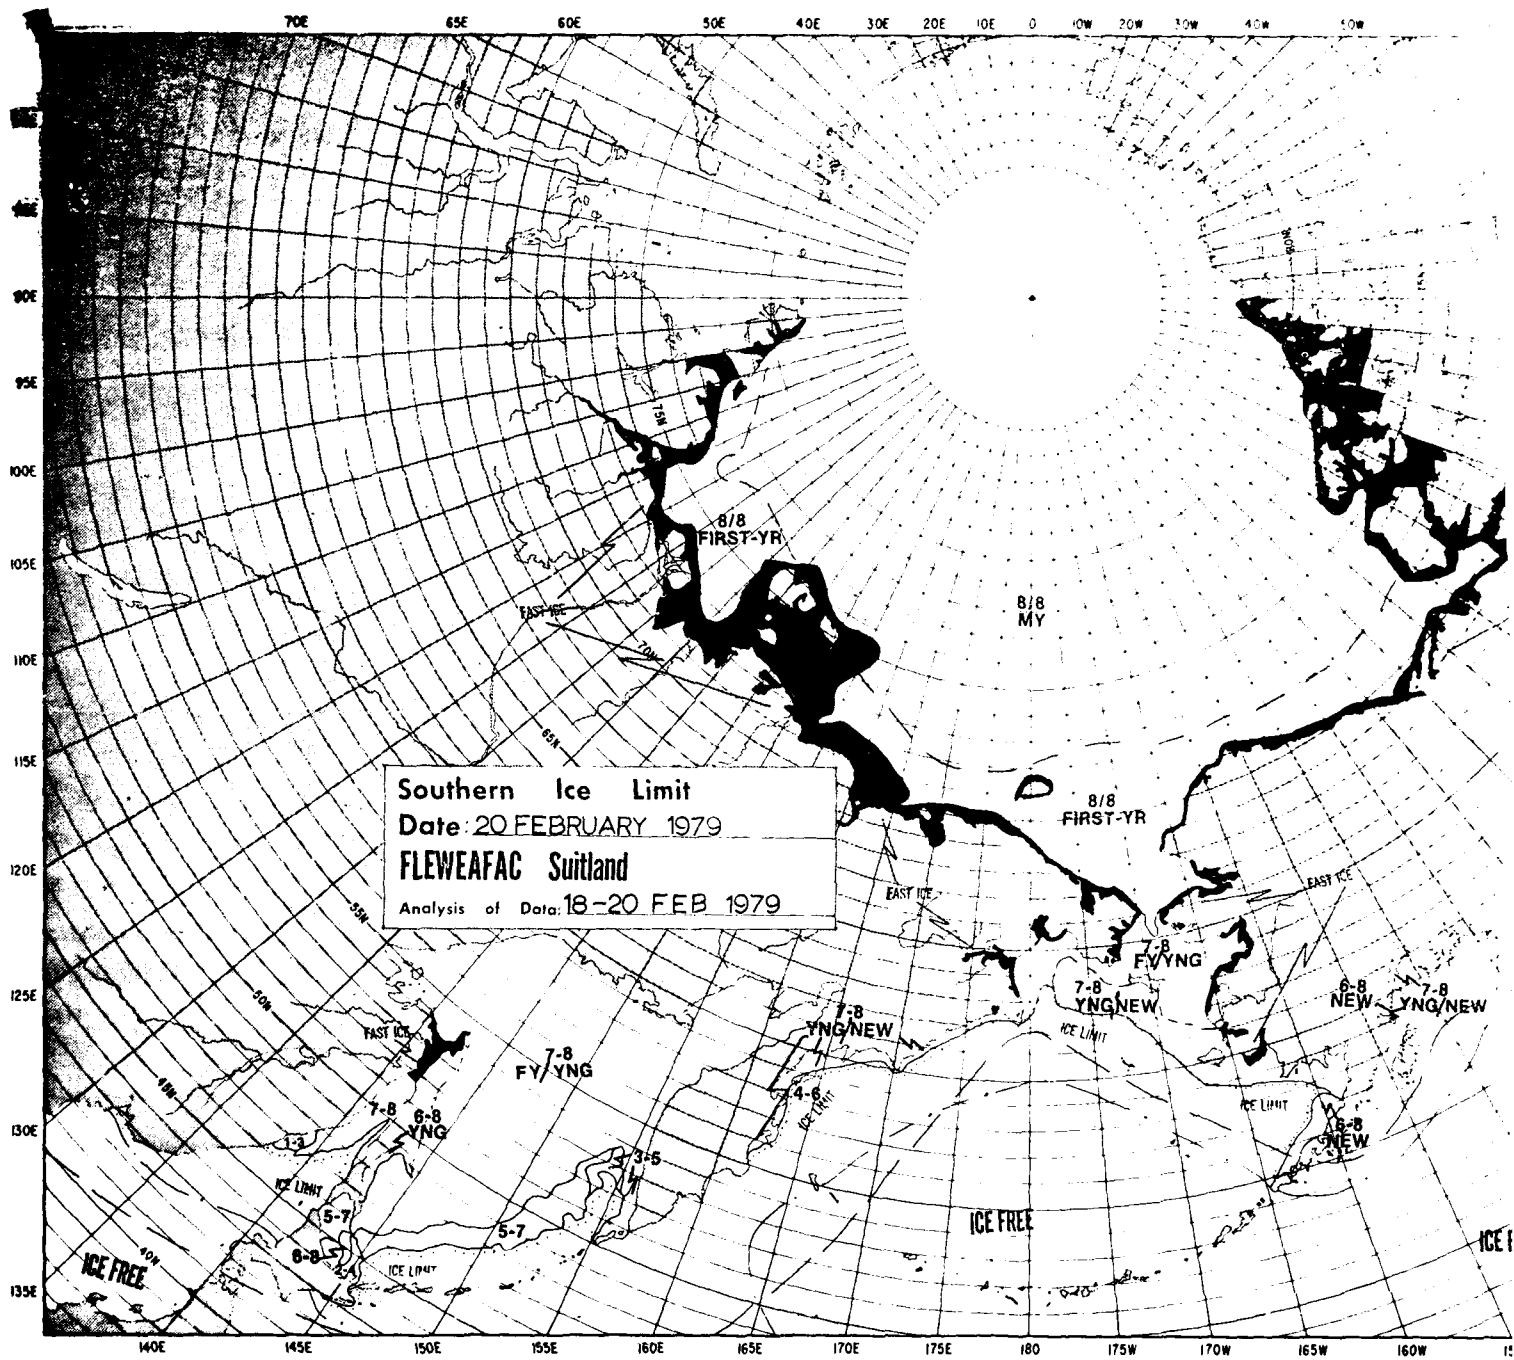 70E 65E 60E 50E 30E 20E 10E 0 10W 20W 30W 40W 50W
90E
95E
75N
100E
8/8
FIRST-YR
105E
FAST ICE
8/8
MY
70N
110E
65N
115E
Southern Ice Limit
Date: 20 FEBRUARY 1979
FLEWEAFAC Suitland
Analysis of Data: 18-20 FEB 1979
8/8
FIRST-YR
120E
FAST ICE
FAST ICE
55N
7-8
FY/YNG
125E
50N
7-8
YNG/NEW
6-8
NEW
7-8
YNG/NEW
7-8
YNG/NEW
FAST ICE
ICE LIMIT
7-8
FY/YNG
45N
4-6
ICE LIMIT
ICE LIMIT
7-8
6-8
YNG
130E
1-3
6-8
NEW
3-5
ICE LIMIT
5-7
5-7
ICE FREE
40N
ICE FREE
6-8
2-4
ICE LIMIT
135E
140E 145E 150E 155E 160E 165E 170E 175E 180 175W 170W 165W 160W